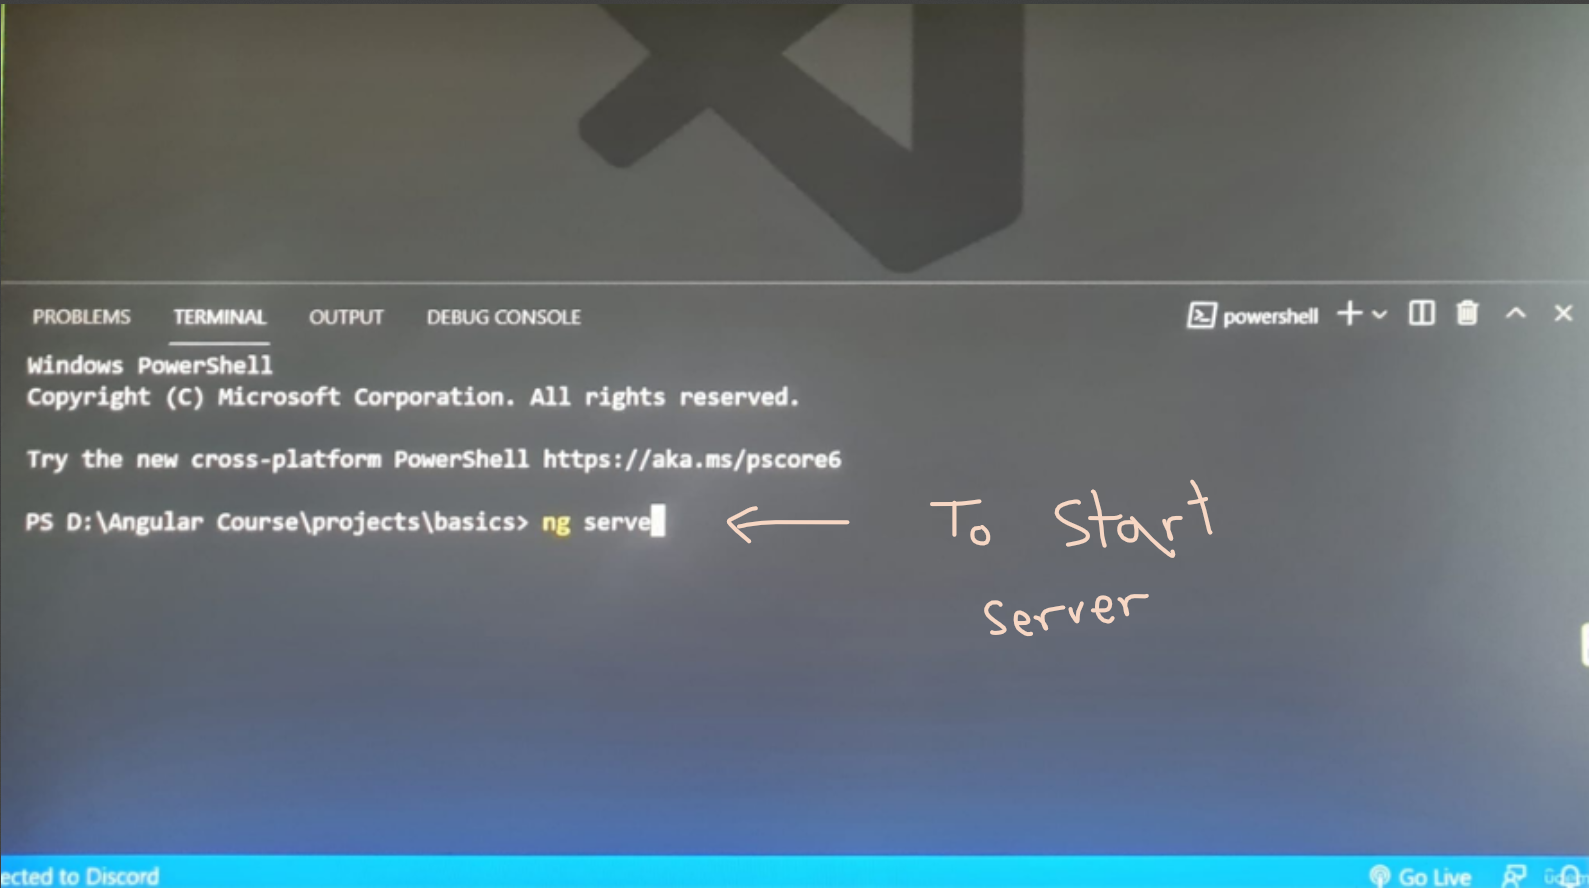 PROBLEMS TERMINAL OUTPUT DEBUG CONSOLE powershell
Windows PowerShell
Copyright (C) Microsoft Corporation. All rights reserved.
Try the new cross-platform PowerShell https://aka.ms/pscore6
PS D:\Angular Course\projects\basics> ng serve
To Start
Server
ected to Discord Go Live